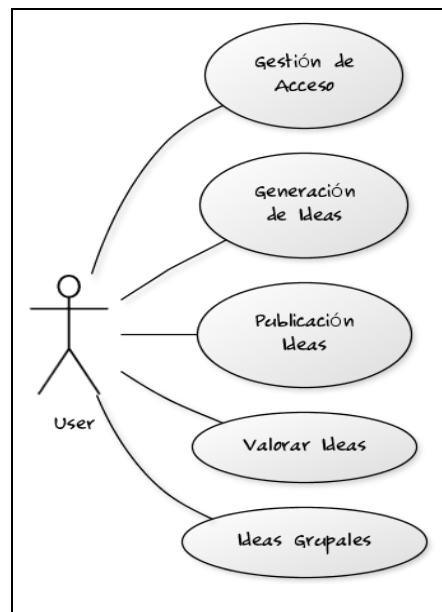 Gestión de
Acceso
Generación
de Ideas
Publicación
Ideas
User
Valorar Ideas
Ideas Grupales